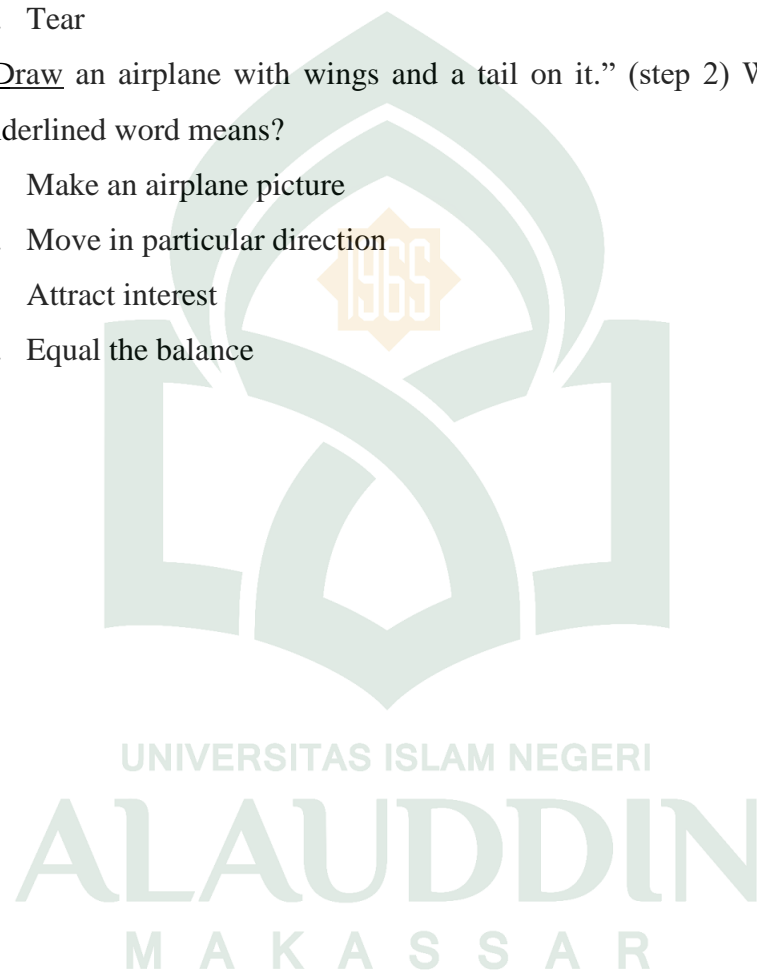 . Tear
Draw an airplane with wings and a tail on it.” (step 2) W
derlined word means?
Make an airplane picture
. Move in particular direction
Attract interest
. Equal the balance
1965
UNIVERSITAS ISLAM NEGERI
ALAUDDIN
MAKASSAR